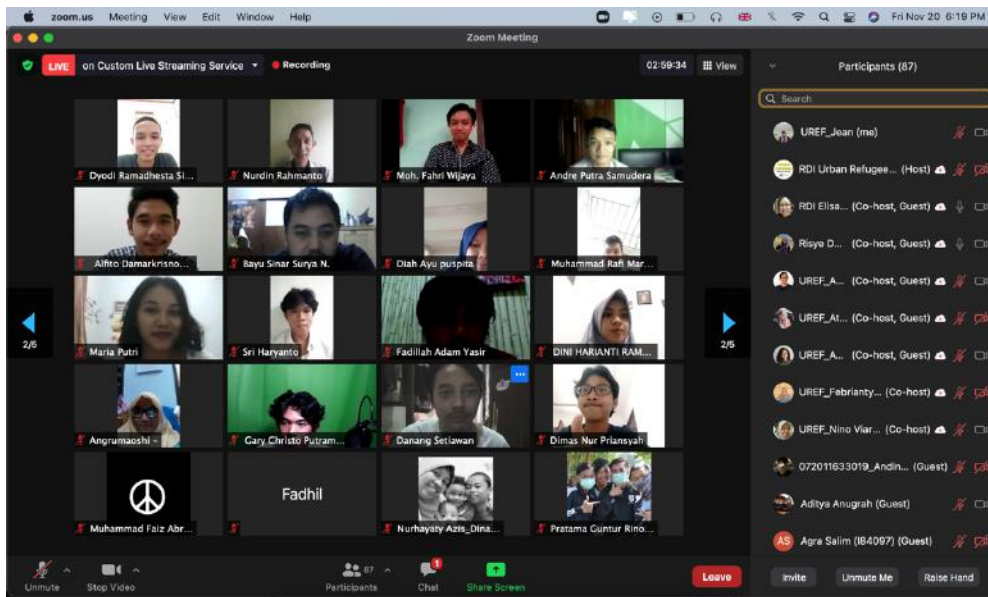 zoom.us Meeting View Edit Window Help Fri Nov 20 6:19 PM
Zoom Meeting
LIVE on Custom Live Streaming Service Recording 02:59:34 View
Participants (87)
Search
Dyodi Ramadhesta Si...
Nurdin Rahmanto
Moh. Fahri Wijaya
Andre Putra Samudera
Alfito Damarkrisno...
Bayu Sinar Surya N.
Diah Ayu puspita
Muhammad Rafi Mar...
2/5
Maria Putri
Sri Haryanto
Fadillah Adam Yasir
DINI HARIANTI RAM...
2/5
Angrumaoshi -
Gary Christo Putram...
Danang Setiawan
Dimas Nur Priansyah
Muhammad Faiz Abr...
Fadhil
Nurhayaty Azis_Dina...
Pratama Guntur Rino...
UREF_Jean (me)
RDI Urban Refugee... (Host)
RDI Elisa... (Co-host, Guest)
Risye D... (Co-host, Guest)
UREF_A... (Co-host, Guest)
UREF_At... (Co-host, Guest)
UREF_A... (Co-host, Guest)
UREF_Febrianty... (Co-host)
UREF_Nino Viar... (Co-host)
072011633019_Andin... (Guest)
Aditya Anugrah (Guest)
AS Agra Salim (184097) (Guest)
Unmute Stop Video 87 Participants 1 Chat Share Screen Leave
Invite Unmute Me Raise Hand